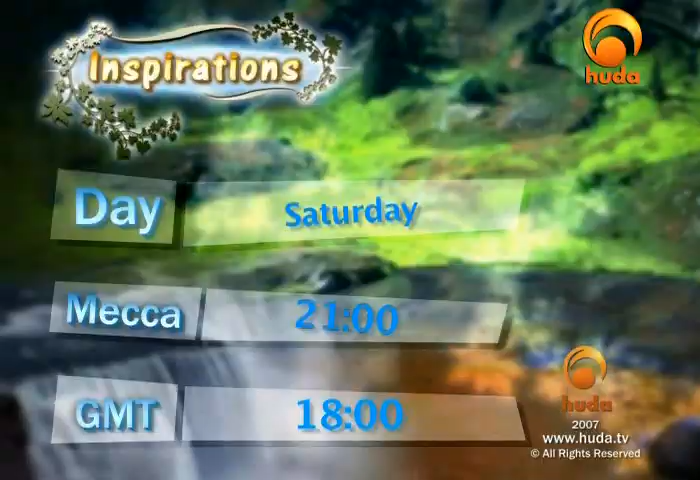 Inspirations
huda
Day
Saturday
Mecca
21:00
GMT
18:00
huda
2007
www.huda.tv
© All Rights Reserved